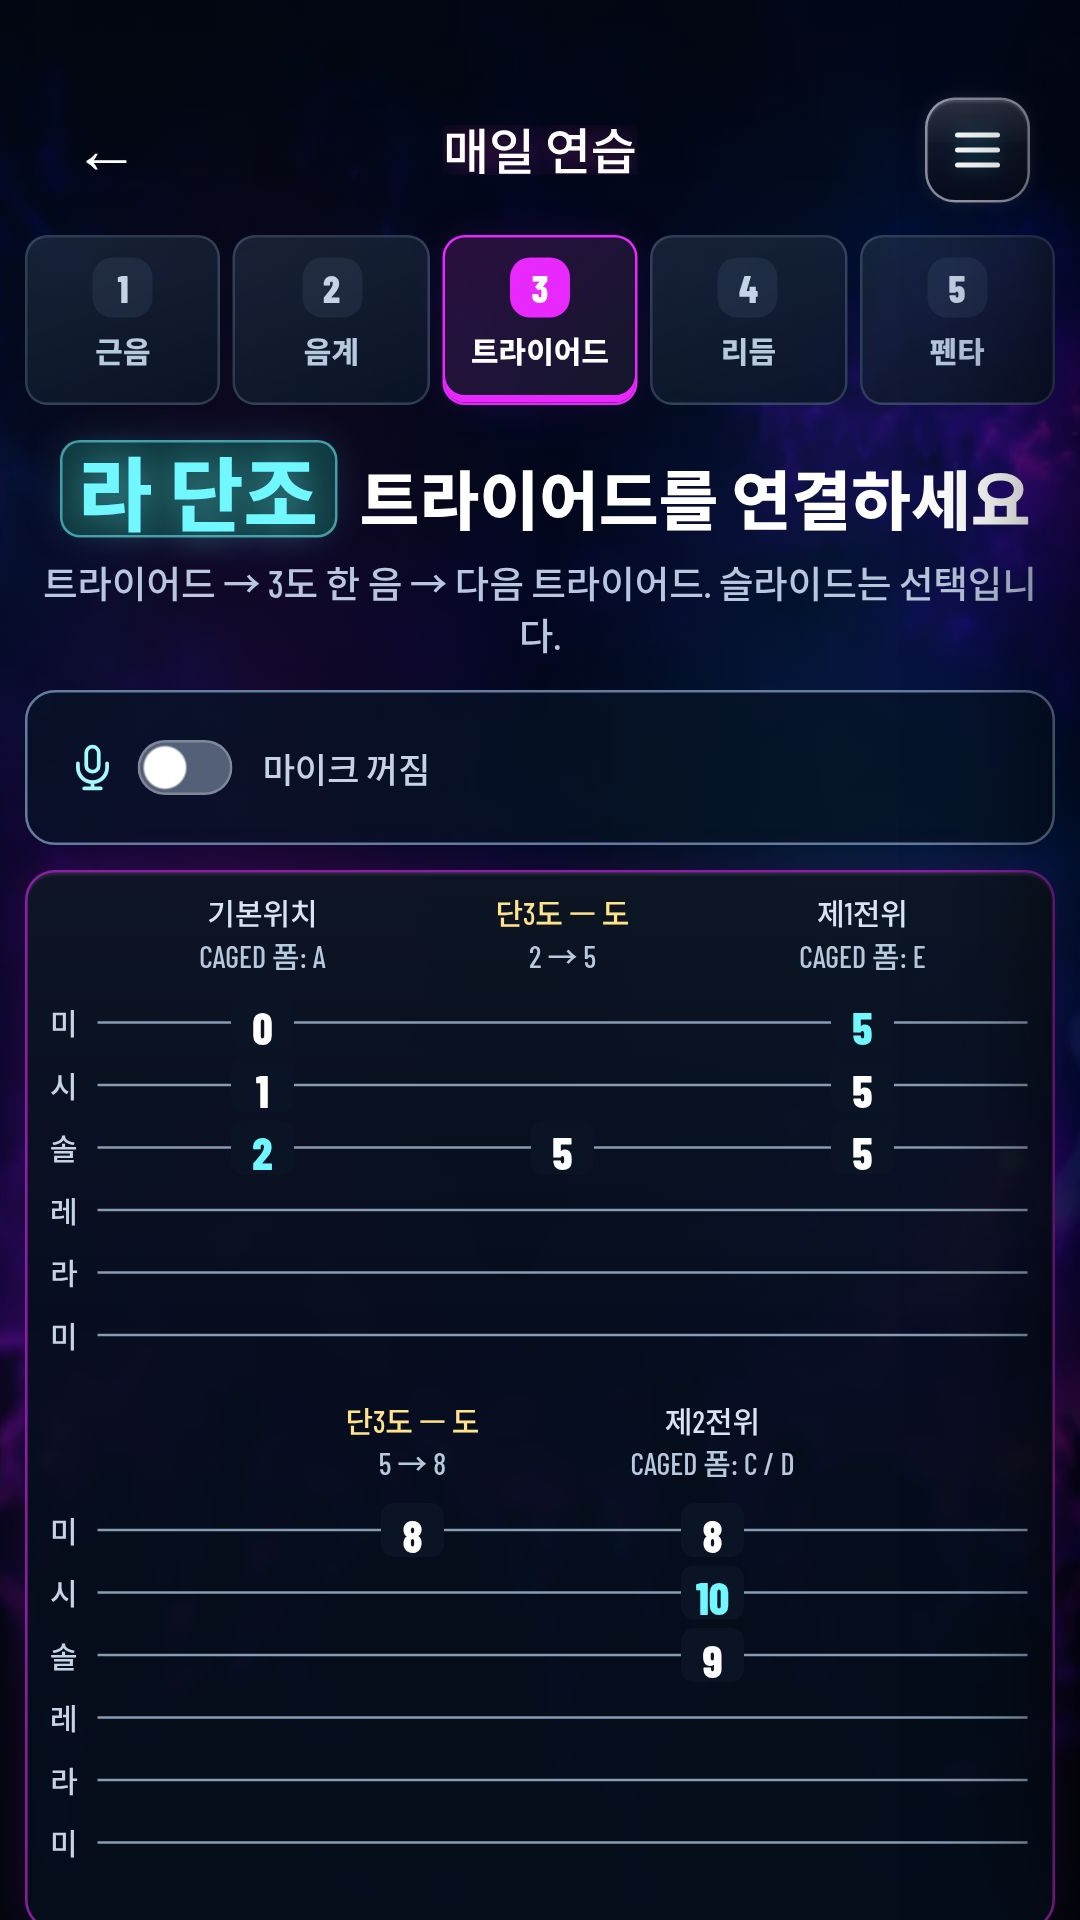 ←
매일 연습
1 2 3 4 5
근음 음계 트라이어드 리듬 펜타
라 단조 트라이어드를 연결하세요
트라이어드 → 3도 한 음 → 다음 트라이어드. 슬라이드는 선택입니
다.
마이크 꺼짐
기본위치 단3도 — 도 제1전위
CAGED 폼: A 2 → 5 CAGED 폼: E
미 0 5
시 1 5
솔 2 5 5
레
라
미
단3도 — 도 제2전위
5 → 8 CAGED 폼: C / D
미 8 8
시 10
솔 9
레
라
미